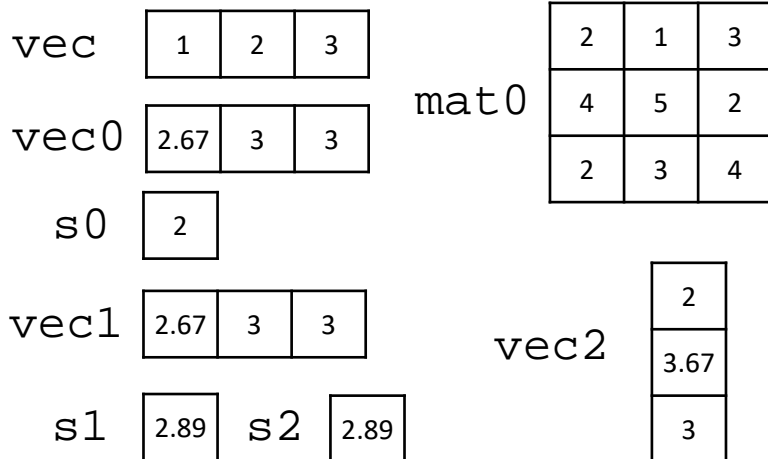 vec 1 2 3
vec0 2.67 3 3
s0 2
vec1 2.67 3 3
s1 2.89 s2 2.89
mat0
2 1 3
4 5 2
2 3 4
vec2
2
3.67
3